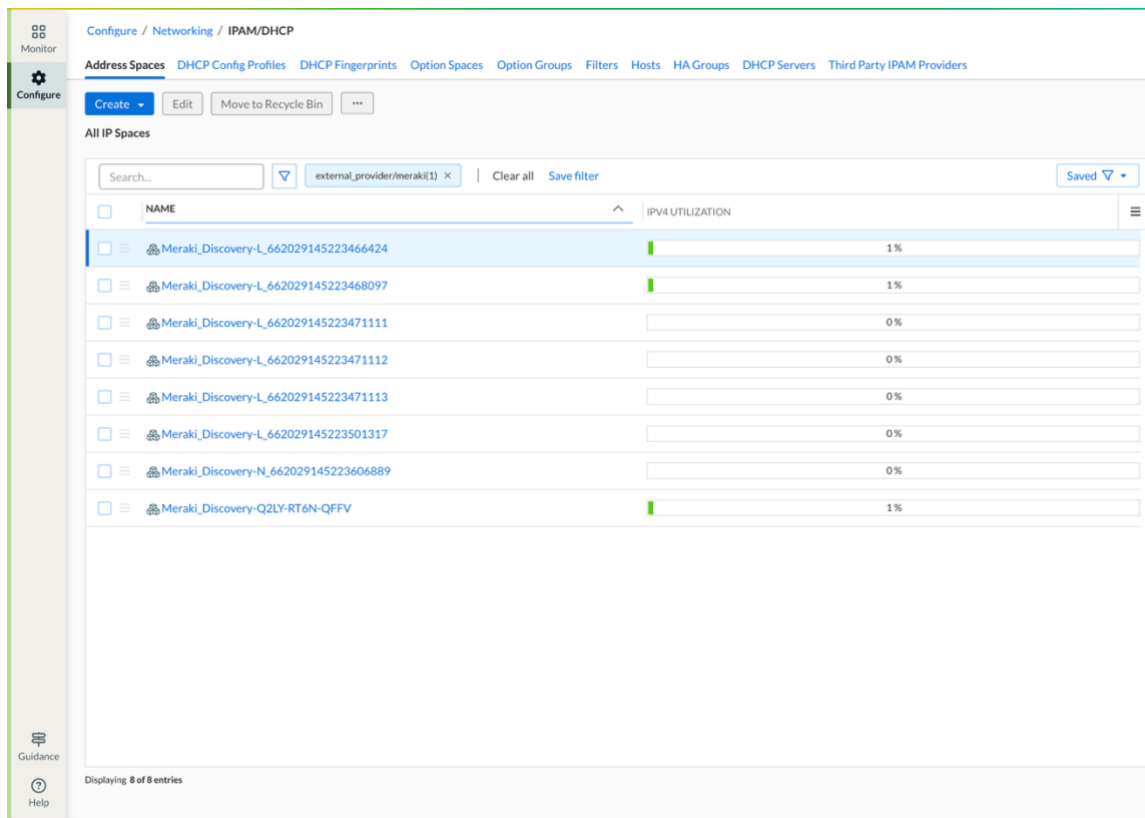 Monitor
Configure
Configure / Networking / IPAM/DHCP
Address Spaces DHCP Config Profiles DHCP Fingerprints Option Spaces Option Groups Filters Hosts HA Groups DHCP Servers Third Party IPAM Providers
Create Edit Move to Recycle Bin ...
All IP Spaces
Search... external_provider/meraki(1) × | Clear all Save filter Saved
NAME IPV4 UTILIZATION
Meraki_Discovery-L_662029145223466424 1%
Meraki_Discovery-L_662029145223468097 1%
Meraki_Discovery-L_662029145223471111 0%
Meraki_Discovery-L_662029145223471112 0%
Meraki_Discovery-L_662029145223471113 0%
Meraki_Discovery-L_662029145223501317 0%
Meraki_Discovery-N_662029145223606889 0%
Meraki_Discovery-Q2LY-RT6N-QFFV 1%
Displaying 8 of 8 entries
Guidance
Help